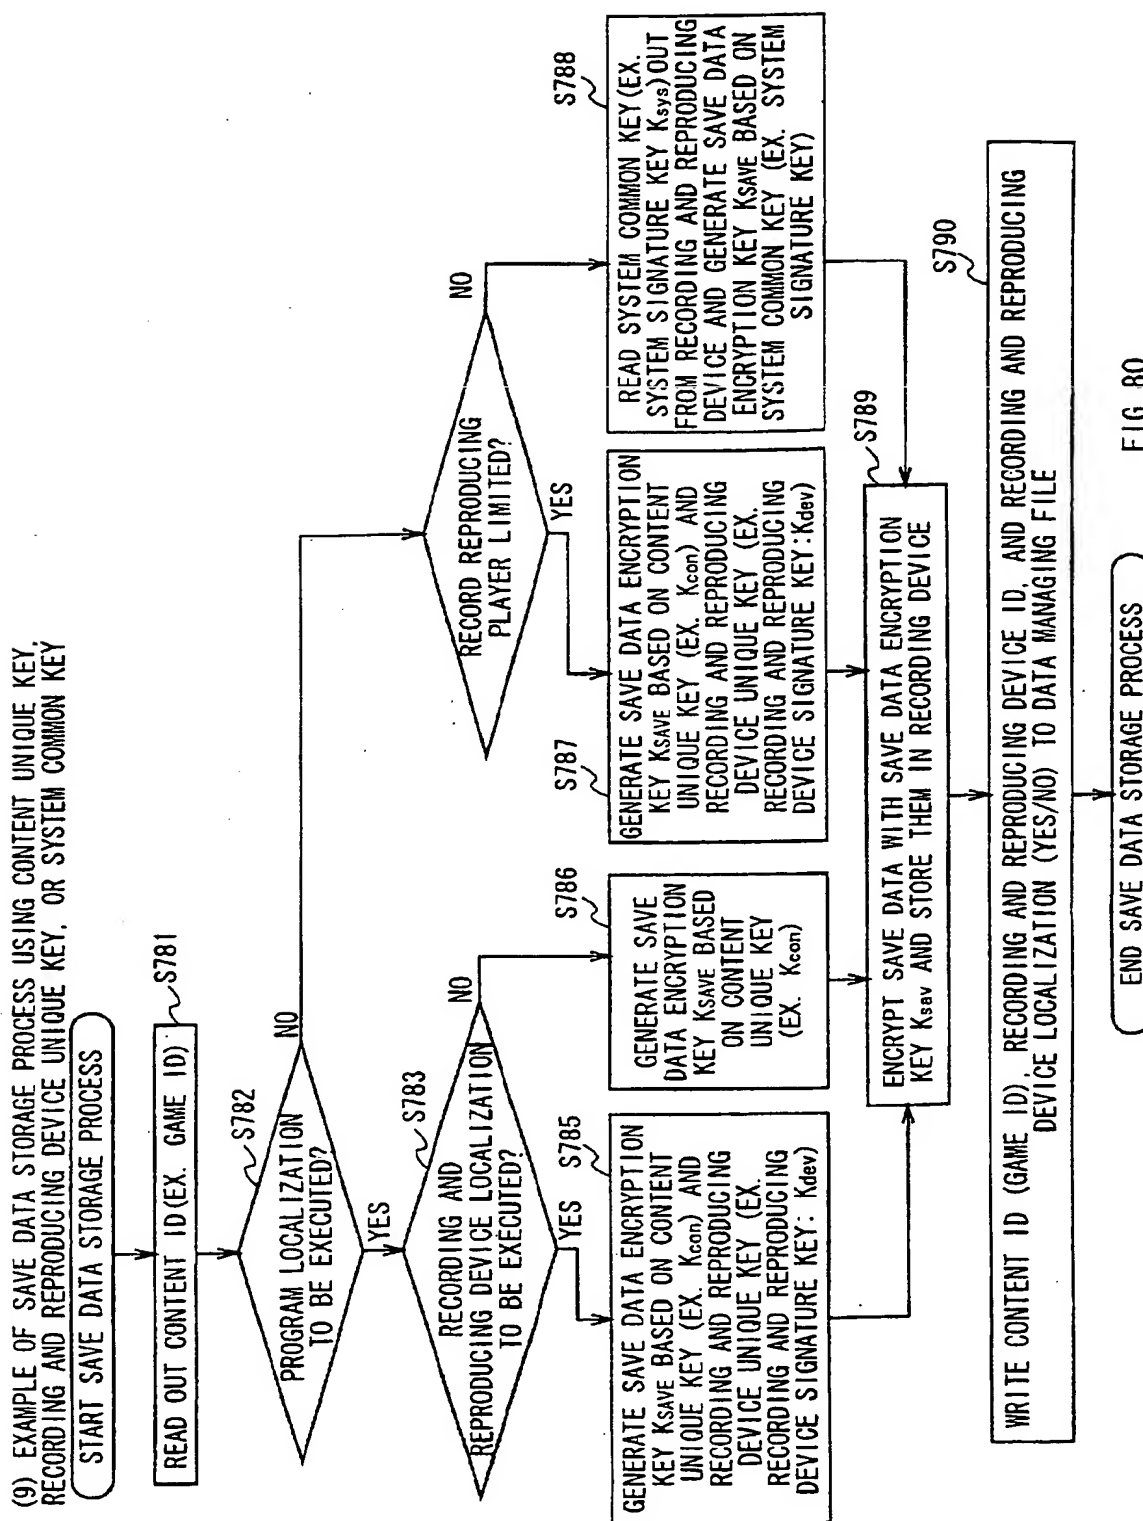 (9) EXAMPLE OF SAVE DATA STORAGE PROCESS USING CONTENT UNIQUE KEY,
RECORDING AND REPRODUCING DEVICE UNIQUE KEY, OR SYSTEM COMMON KEY
START SAVE DATA STORAGE PROCESS
READ OUT CONTENT ID(EX. GAME ID)
S781
PROGRAM LOCALIZATION
TO BE EXECUTED?
S782
NO
YES
RECORDING AND
REPRODUCING DEVICE LOCALIZATION
TO BE EXECUTED?
S783
NO
YES
RECORD REPRODUCING
PLAYER LIMITED?
NO
YES
S785
GENERATE SAVE DATA ENCRYPTION
KEY KSAVE BASED ON CONTENT
UNIQUE KEY (EX. Kcon) AND
RECORDING AND REPRODUCING
DEVICE UNIQUE KEY (EX.
RECORDING AND REPRODUCING
DEVICE SIGNATURE KEY: Kdev)
S786
GENERATE SAVE
DATA ENCRYPTION
KEY KSAVE BASED
ON CONTENT
UNIQUE KEY
(EX. Kcon)
S787
GENERATE SAVE DATA ENCRYPTION
KEY KSAVE BASED ON CONTENT
UNIQUE KEY (EX. Kcon) AND
RECORDING AND REPRODUCING
DEVICE UNIQUE KEY (EX.
RECORDING AND REPRODUCING
DEVICE SIGNATURE KEY:Kdev)
S788
READ SYSTEM COMMON KEY(EX.
SYSTEM SIGNATURE KEY Ksys)OUT
FROM RECORDING AND REPRODUCING
DEVICE AND GENERATE SAVE DATA
ENCRYPTION KEY KSAVE BASED ON
SYSTEM COMMON KEY (EX. SYSTEM
SIGNATURE KEY)
S789
ENCRYPT SAVE DATA WITH SAVE DATA ENCRYPTION
KEY Ksav AND STORE THEM IN RECORDING DEVICE
S790
WRITE CONTENT ID (GAME ID), RECORDING AND REPRODUCING DEVICE ID, AND RECORDING AND REPRODUCING
DEVICE LOCALIZATION (YES/NO) TO DATA MANAGING FILE
END SAVE DATA STORAGE PROCESS
FIG. 80